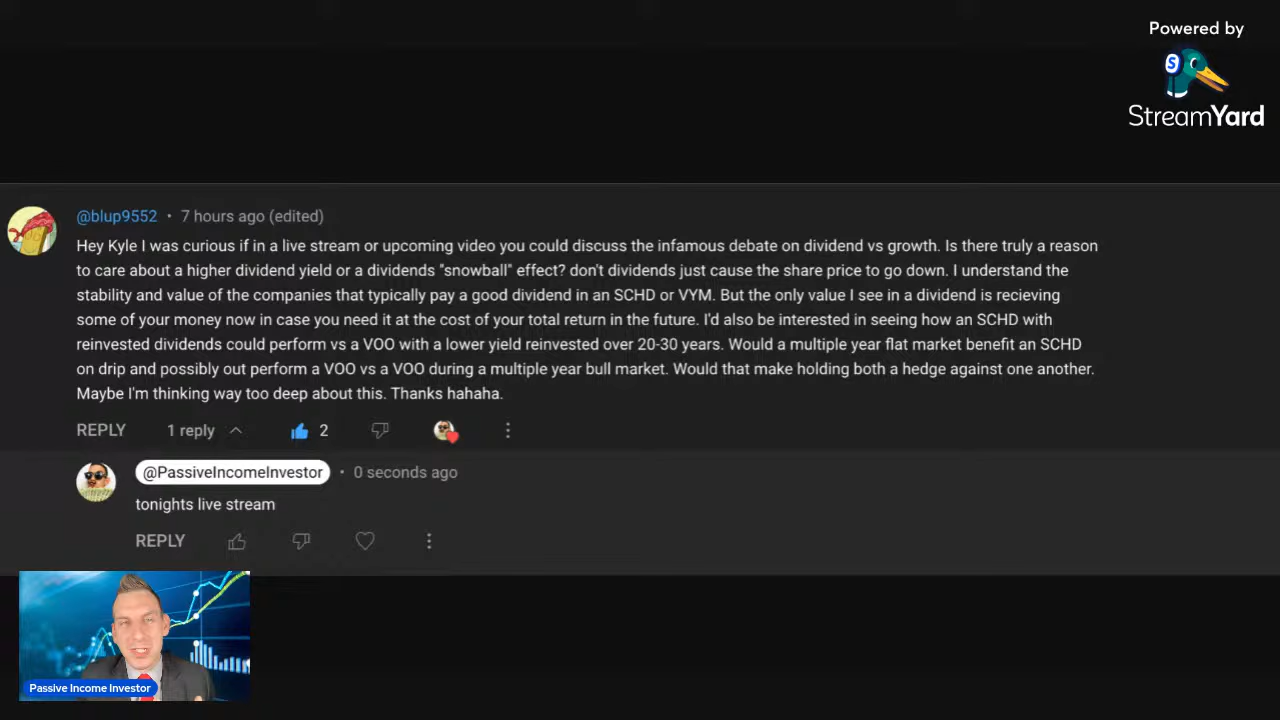 Powered by
S
StreamYard
@blup9552 • 7 hours ago (edited)
Hey Kyle I was curious if in a live stream or upcoming video you could discuss the infamous debate on dividend vs growth. Is there truly a reason
to care about a higher dividend yield or a dividends "snowball" effect? don't dividends just cause the share price to go down. I understand the
stability and value of the companies that typically pay a good dividend in an SCHD or VYM. But the only value I see in a dividend is recieving
some of your money now in case you need it at the cost of your total return in the future. I'd also be interested in seeing how an SCHD with
reinvested dividends could perform vs a VOO with a lower yield reinvested over 20-30 years. Would a multiple year flat market benefit an SCHD
on drip and possibly out perform a VOO vs a VOO during a multiple year bull market. Would that make holding both a hedge against one another.
Maybe I'm thinking way too deep about this. Thanks hahaha.
REPLY 1 reply 2
@PassiveIncomeInvestor • 0 seconds ago
tonights live stream
REPLY
Passive Income Investor